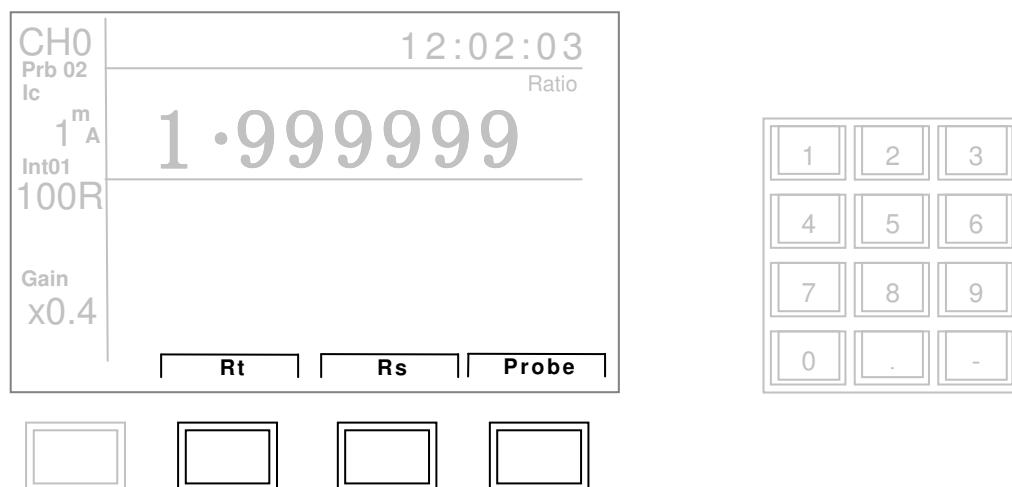 CH0
12:02:03
Prb 02
Ratio
Ic
1 m A
1.999999
Int01
100R
Gain
x0.4
Rt Rs Probe
1 2 3
4 5 6
7 8 9
0 . -